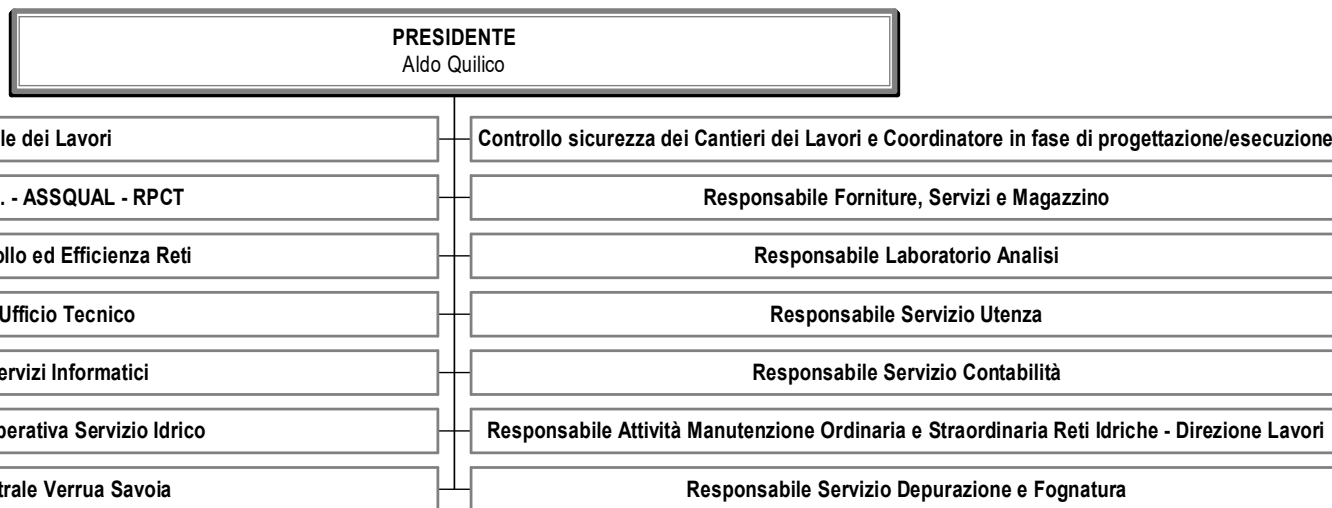 PRESIDENTE
Aldo Quilico
le dei Lavori
Controllo sicurezza dei Cantieri dei Lavori e Coordinatore in fase di progettazione/esecuzione
. - ASSQUAL - RPCT
Responsabile Forniture, Servizi e Magazzino
ollo ed Efficienza Reti
Responsabile Laboratorio Analisi
Ufficio Tecnico
Responsabile Servizio Utenza
ervizi Informatici
Responsabile Servizio Contabilità
perativa Servizio Idrico
Responsabile Attività Manutenzione Ordinaria e Straordinaria Reti Idriche - Direzione Lavori
trale Verrua Savoia
Responsabile Servizio Depurazione e Fognatura